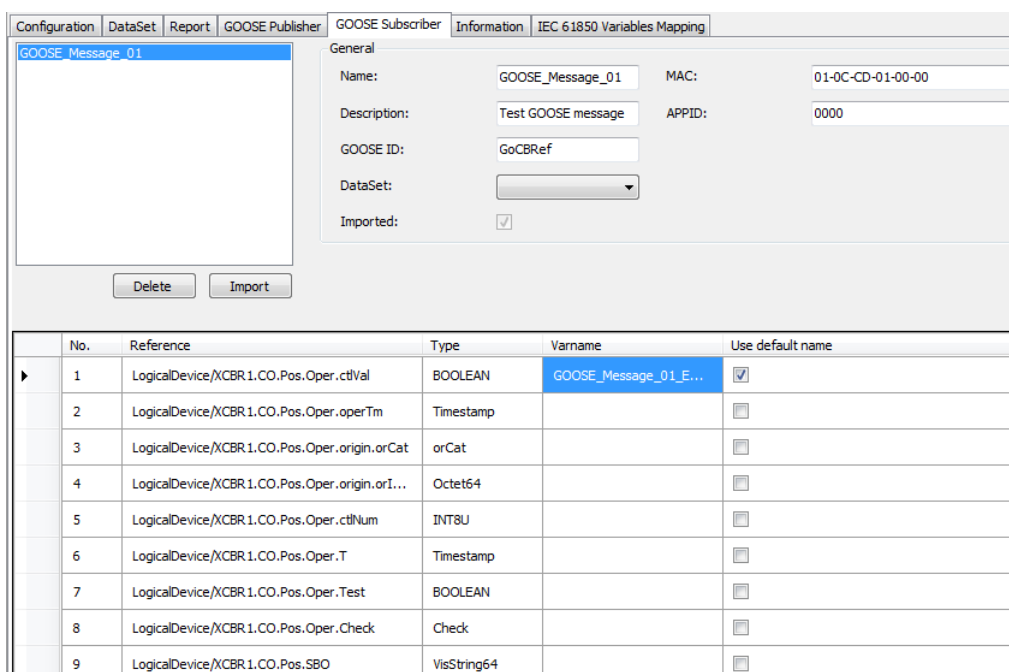 Configuration DataSet Report GOOSE Publisher GOOSE Subscriber Information IEC 61850 Variables Mapping
GOOSE_Message_01
General
Name: GOOSE_Message_01 MAC: 01-0C-CD-01-00-00
Description: Test GOOSE message APPID: 0000
GOOSE ID: GoCBRef
DataSet:
Imported:
Delete Import
No. Reference Type Varname Use default name
1 LogicalDevice/XCBR1.CO.Pos.Oper.ctlVal BOOLEAN GOOSE_Message_01_E...
2 LogicalDevice/XCBR1.CO.Pos.Oper.operTm Timestamp
3 LogicalDevice/XCBR1.CO.Pos.Oper.origin.orCat orCat
4 LogicalDevice/XCBR1.CO.Pos.Oper.origin.orI... Octet64
5 LogicalDevice/XCBR1.CO.Pos.Oper.ctlNum INT8U
6 LogicalDevice/XCBR1.CO.Pos.Oper.T Timestamp
7 LogicalDevice/XCBR1.CO.Pos.Oper.Test BOOLEAN
8 LogicalDevice/XCBR1.CO.Pos.Oper.Check Check
9 LogicalDevice/XCBR1.CO.Pos.SBO VisString64